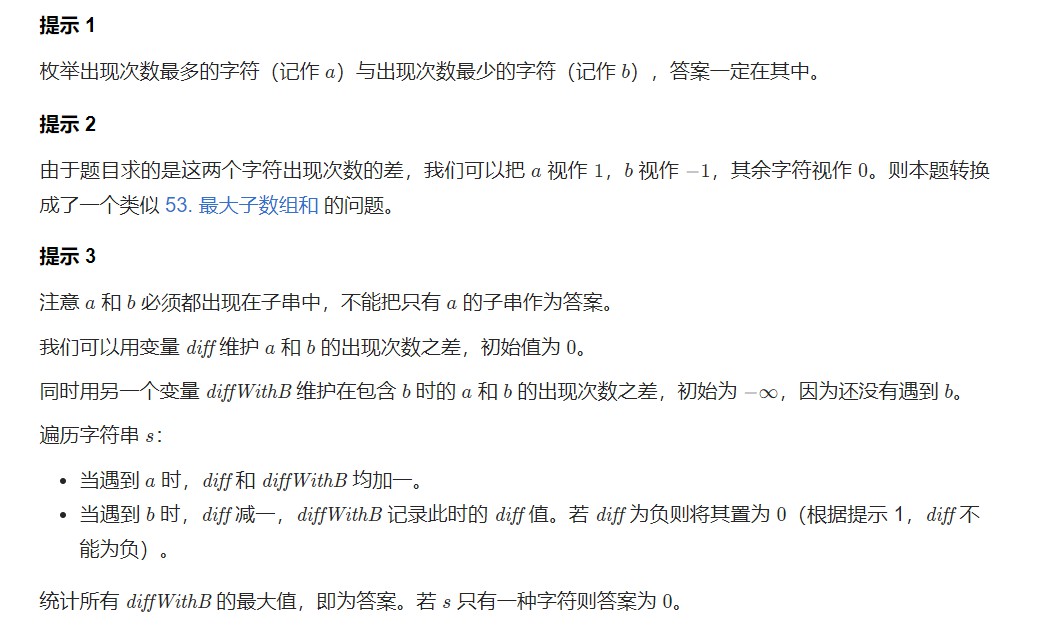 提示 1
枚举出现次数最多的字符（记作 a）与出现次数最少的字符（记作 b），答案一定在其中。
提示 2
由于题目求的是这两个字符出现次数的差，我们可以把 a 视作 1，b 视作 −1，其余字符视作 0。则本题转换
成了一个类似 53. 最大子数组和 的问题。
提示 3
注意 a 和 b 必须都出现在子串中，不能把只有 a 的子串作为答案。
我们可以用变量 diff 维护 a 和 b 的出现次数之差，初始值为 0。
同时用另一个变量 diffWithB 维护在包含 b 时的 a 和 b 的出现次数之差，初始为 −∞，因为还没有遇到 b。
遍历字符串 s：
• 当遇到 a 时，diff 和 diffWithB 均加一。
• 当遇到 b 时，diff 减一，diffWithB 记录此时的 diff 值。若 diff 为负则将其置为 0（根据提示 1，diff 不
能为负）。
统计所有 diffWithB 的最大值，即为答案。若 s 只有一种字符则答案为 0。